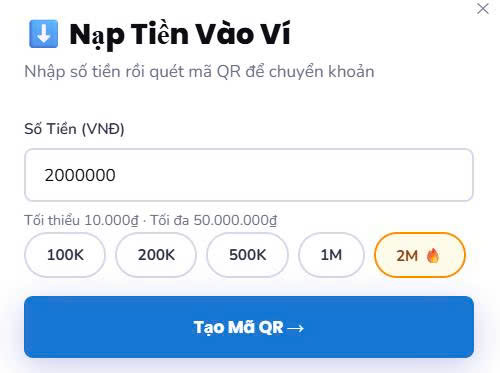 Nạp Tiền Vào Ví
Nhập số tiền rồi quét mã QR để chuyển khoản
Số Tiền (VNĐ)
2000000
Tối thiểu 10.000₫ · Tối đa 50.000.000₫
100K 200K 500K 1M 2M 🔥
Tạo Mã QR →